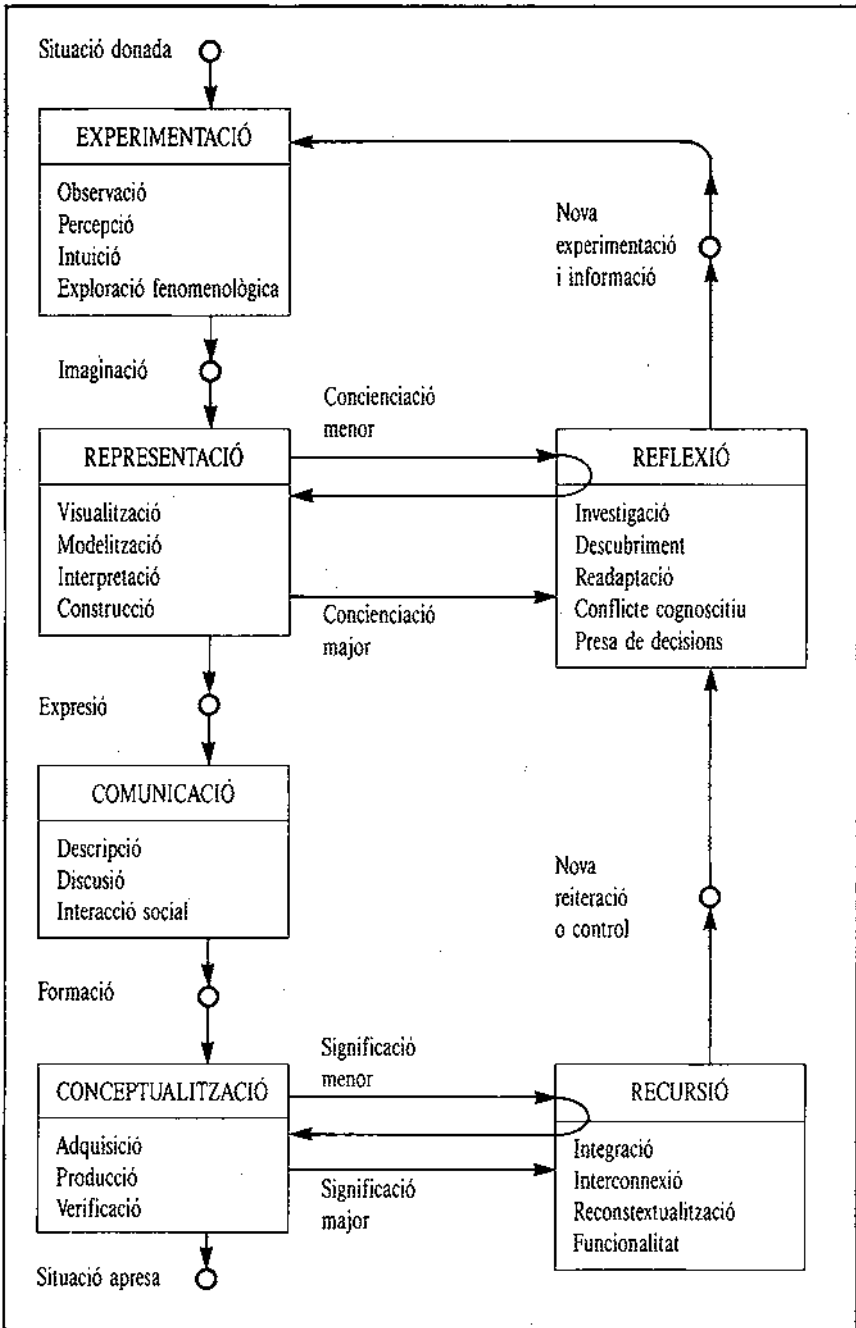 Situació donada
EXPERIMENTACIÓ
Observació
Percepció
Intuició
Exploració fenomenològica
Nova
experimentació
i informació
Imaginació
Concienciació
menor
REPRESENTACIÓ
Visualització
Modelització
Interpretació
Construcció
REFLEXIÓ
Investigació
Descubriment
Readaptació
Conflicte cognoscitiu
Presa de decisions
Concienciació
major
Expresió
COMUNICACIÓ
Descripció
Discusió
Interacció social
Nova
reiteració
o control
Formació
Significació
menor
CONCEPTUALITZACIÓ
Adquisició
Producció
Verificació
RECURSIÓ
Integració
Interconnexió
Reconstextualització
Funcionalitat
Significació
major
Situació apresa